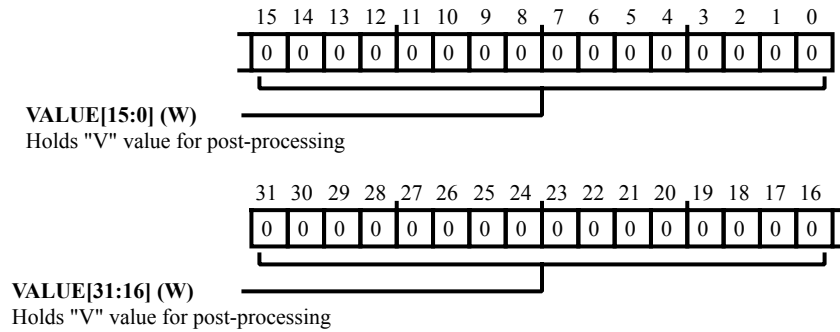 15 14 13 12 11 10 9 8 7 6 5 4 3 2 1 0
0 0 0 0 0 0 0 0 0 0 0 0 0 0 0 0
VALUE[15:0] (W)
Holds "V" value for post-processing
31 30 29 28 27 26 25 24 23 22 21 20 19 18 17 16
0 0 0 0 0 0 0 0 0 0 0 0 0 0 0 0
VALUE[31:16] (W)
Holds "V" value for post-processing